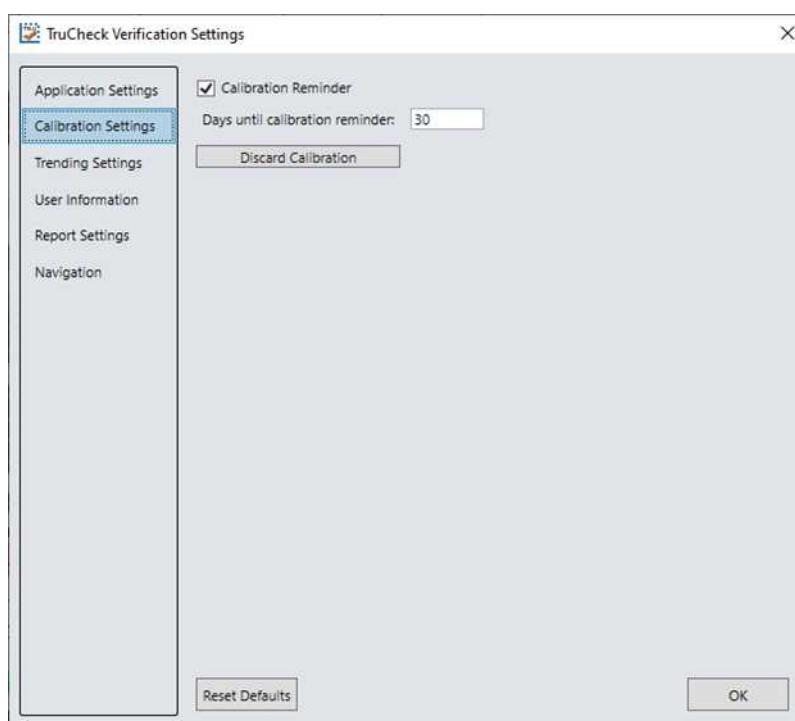 TruCheck Verification Settings
Application Settings
Calibration Settings
Trending Settings
User Information
Report Settings
Navigation
Calibration Reminder
Days until calibration reminder: 30
Discard Calibration
Reset Defaults
OK